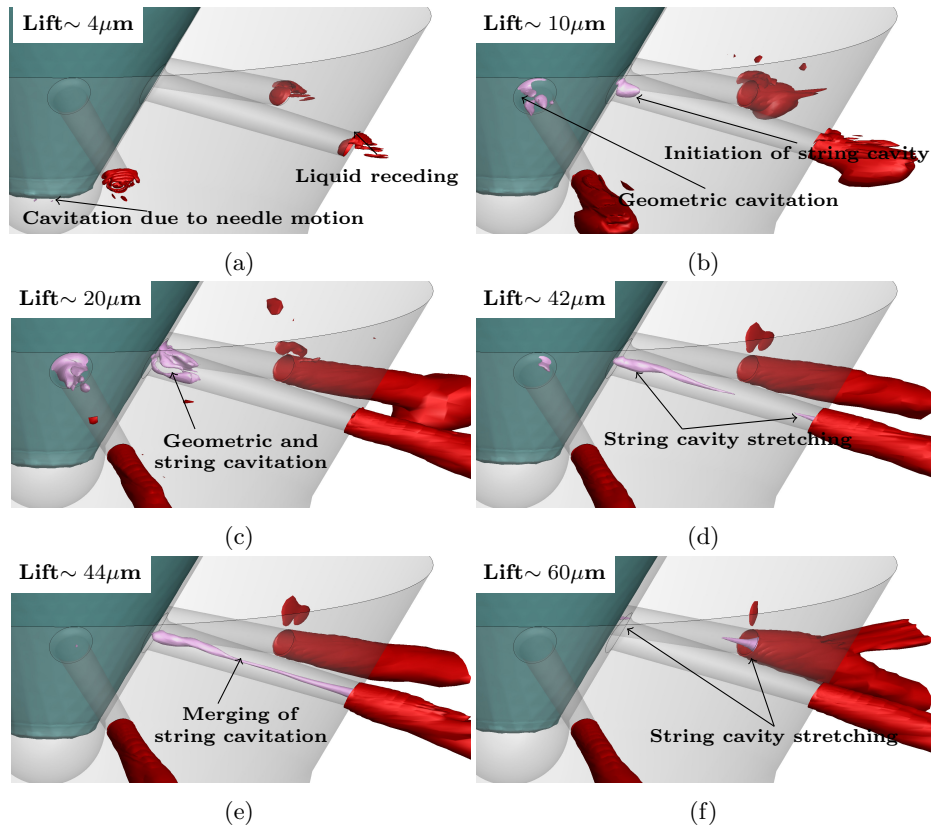 Lift∼ 4μm
Liquid receding
Cavitation due to needle motion
(a)
Lift∼ 10μm
Initiation of string cavity
Geometric cavitation
(b)
Lift∼ 20μm
Geometric and
string cavitation
(c)
Lift∼ 42μm
String cavity stretching
(d)
Lift∼ 44μm
Merging of
string cavitation
(e)
Lift∼ 60μm
String cavity stretching
(f)